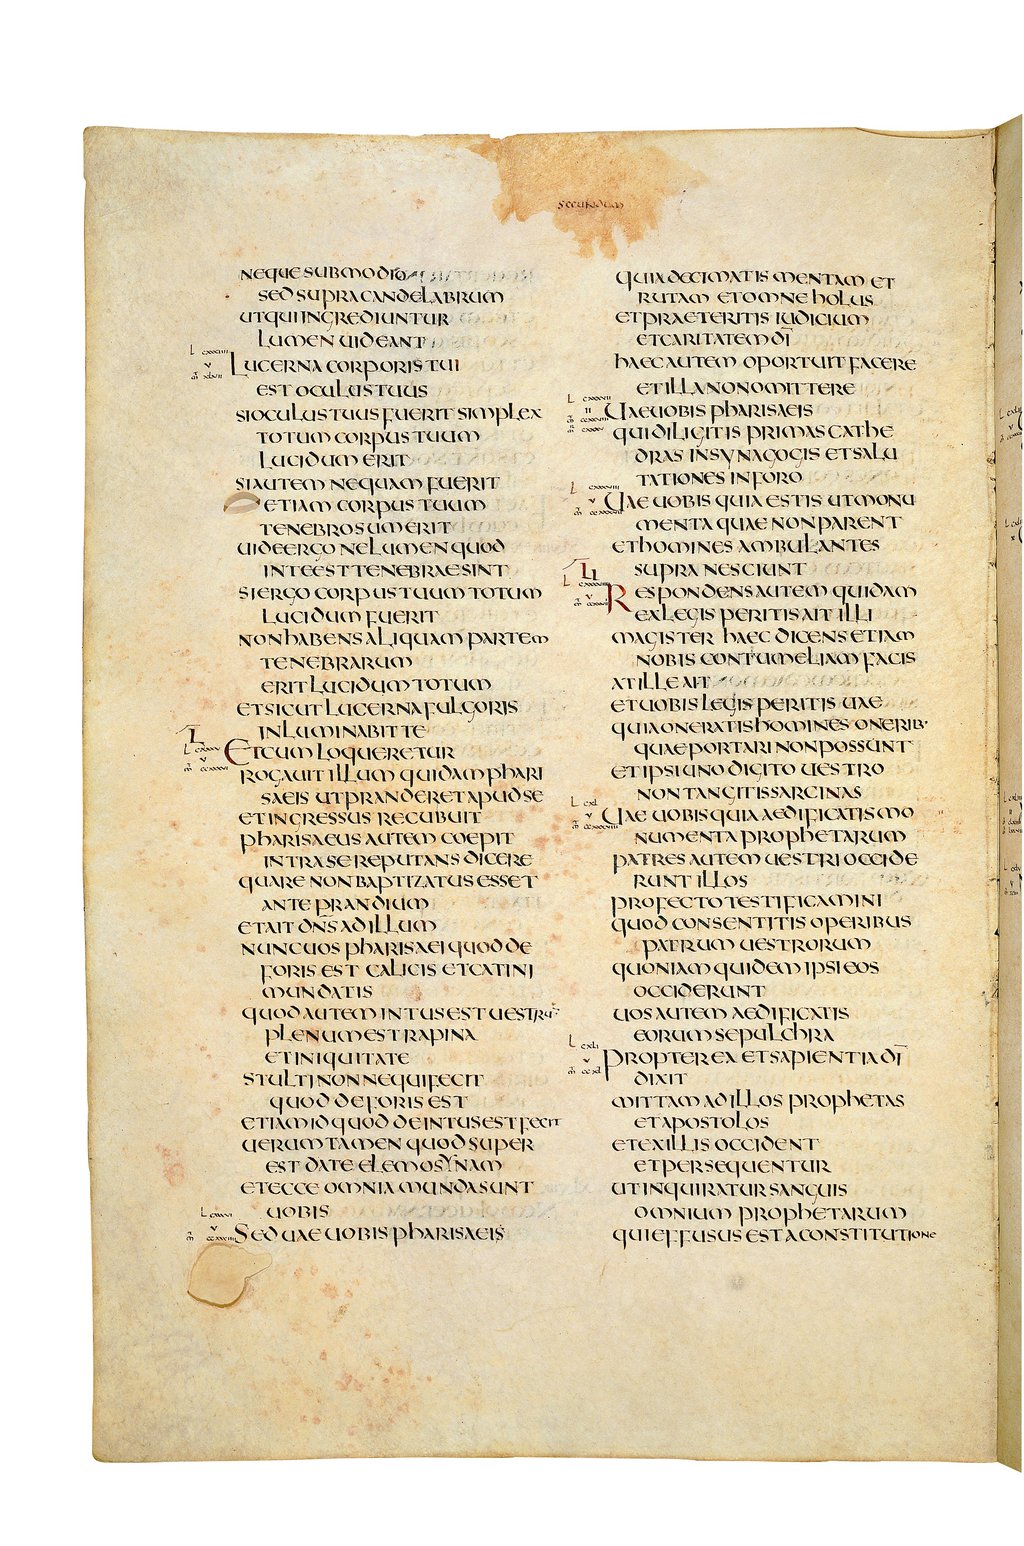 secundum
neque sub modio
sed supra candelabrum
ut qui ingrediuntur
lumen uideant
Lucerna corporis tui
est oculus tuus
si oculus tuus fuerit simplex
totum corpus tuum
lucidum erit
si autem nequam fuerit
etiam corpus tuum
tenebrosum erit
uide ergo ne lumen quod
in te est tenebrae sint
si ergo corpus tuum totum
lucidum fuerit
non habens aliquam partem
tenebrarum
erit lucidum totum
et sicut lucerna fulgoris
inluminabit te
Et cum loqueretur
rogauit illum quidam phari
saeis ut pranderet apud se
et ingressus recubuit
pharisaeus autem coepit
intra se reputans dicere
quare non baptizatus esset
ante prandium
et ait dns̄ ad illum
nunc uos pharisaei quod de
foris est calicis et catini
mundatis
quod autem intus est uestrum
plenum est rapina
et iniquitate
stulti nonne qui fecit
quod de foris est
etiam id quod deintus est fecit
uerum tamen quod super
est date elemosynam
et ecce omnia munda sunt
uobis
Sed uae uobis pharisaeis
quia decimatis mentam et
rutam et omne holus
et praeteritis iudicium
et caritatem dī
haec autem oportuit facere
et illa non omittere
Uae uobis pharisaeis
qui diligitis primas cathe
dras in synagogis et salu
tationes in foro
Uae uobis quia estis ut monu
menta quae non parent
et homines ambulantes
supra nesciunt
Respondens autem quidam
ex legis peritis ait illi
magister haec dicens etiam
nobis contumeliam facis
at ille ait
et uobis legis peritis uae
quia oneratis homines onerib·
quae portari non possunt
et ipsi uno digito uestro
non tangitis sarcinas
Uae uobis quia aedificatis mo
numenta prophetarum
patres autem uestri occide
runt illos
profecto testificamini
quod consentitis operibus
patrum uestrorum
quoniam quidem ipsi eos
occiderunt
uos autem aedificatis
eorum sepulchra
Propterea et sapientia dī
dixit
mittam ad illos prophetas
et apostolos
et ex illis occident
et persequentur
ut inquiratur sanguis
omnium prophetarum
qui effusus est a constitutione